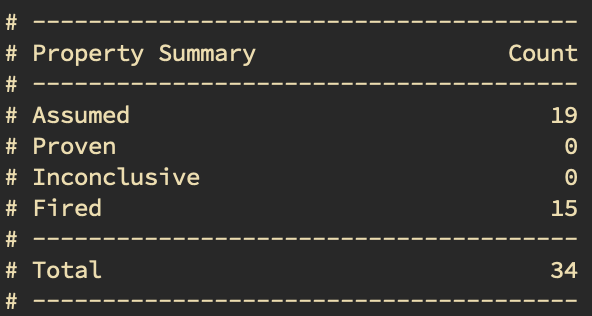 # ---------------------------------------
# Property Summary                  Count
# ---------------------------------------
# Assumed                              19
# Proven                                0
# Inconclusive                          0
# Fired                                15
# ---------------------------------------
# Total                                34
# ---------------------------------------